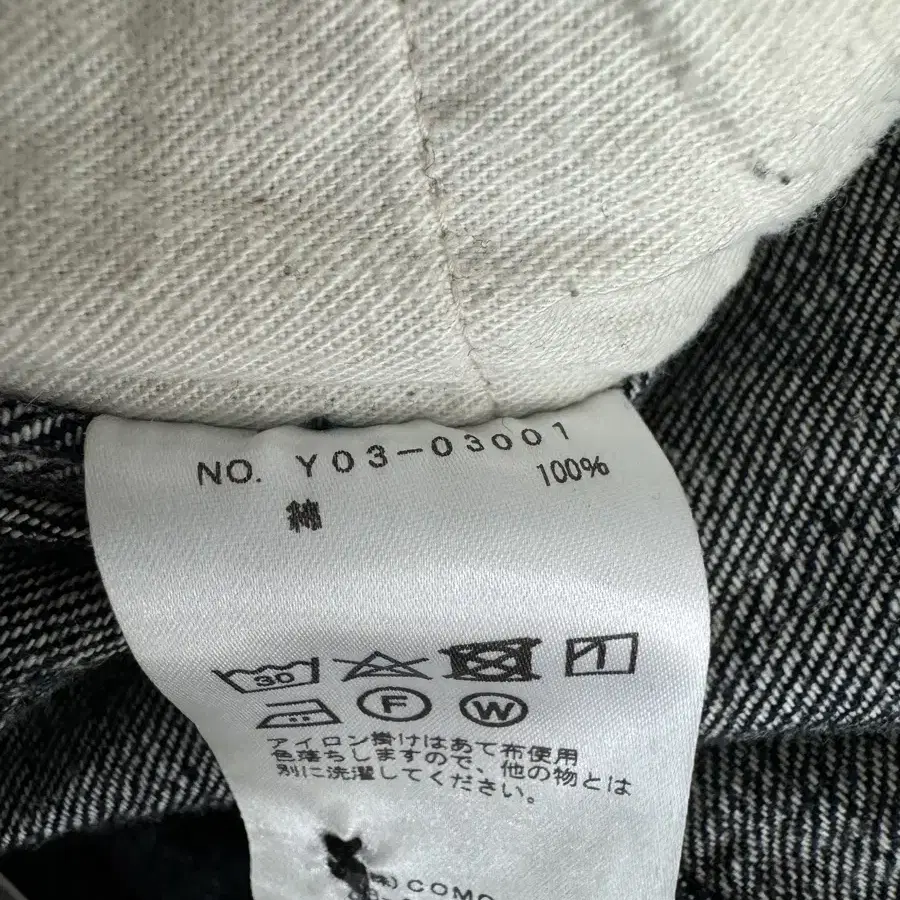 NO. Y03-03001
綿 100%
30
F W
アイロン掛けはあて布使用
色落ちしますので、他の物とは
別に洗濯してください。
(株) COMO